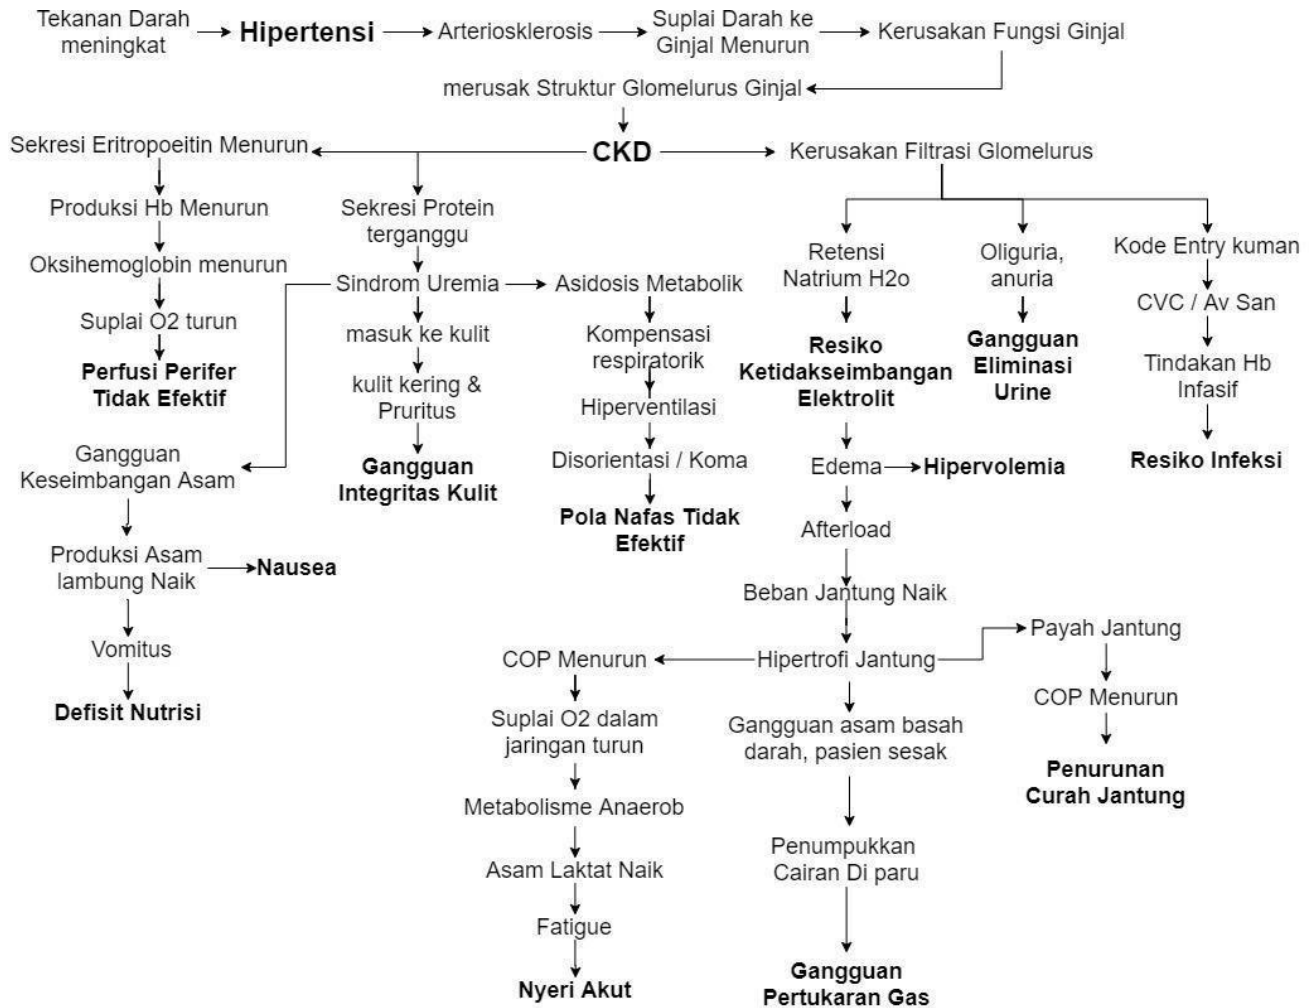 Tekanan Darah
meningkat
Hipertensi
Arteriosklerosis
Suplai Darah ke
Ginjal Menurun
Kerusakan Fungsi Ginjal
merusak Struktur Glomelurus Ginjal
Sekresi Eritropoeitin Menurun
CKD
Kerusakan Filtrasi Glomelurus
Produksi Hb Menurun
Oksihemoglobin menurun
Suplai O2 turun
Perfusi Perifer
Tidak Efektif
Sekresi Protein
terganggu
Sindrom Uremia
masuk ke kulit
kulit kering &
Pruritus
Gangguan
Integritas Kulit
Asidosis Metabolik
Kompensasi
respiratorik
Hiperventilasi
Disorientasi / Koma
Pola Nafas Tidak
Efektif
Gangguan
Keseimbangan Asam
Produksi Asam
lambung Naik
Nausea
Vomitus
Defisit Nutrisi
Retensi
Natrium H2o
Resiko
Ketidakseimbangan
Elektrolit
Edema
Hipervolemia
Afterload
Beban Jantung Naik
Hipertrofi Jantung
Oliguria,
anuria
Gangguan
Eliminasi
Urine
Kode Entry kuman
CVC / Av San
Tindakan Hb
Infasif
Resiko Infeksi
COP Menurun
Suplai O2 dalam
jaringan turun
Metabolisme Anaerob
Asam Laktat Naik
Fatigue
Nyeri Akut
Gangguan asam basah
darah, pasien sesak
Penumpukkan
Cairan Di paru
Gangguan
Pertukaran Gas
Payah Jantung
COP Menurun
Penurunan
Curah Jantung